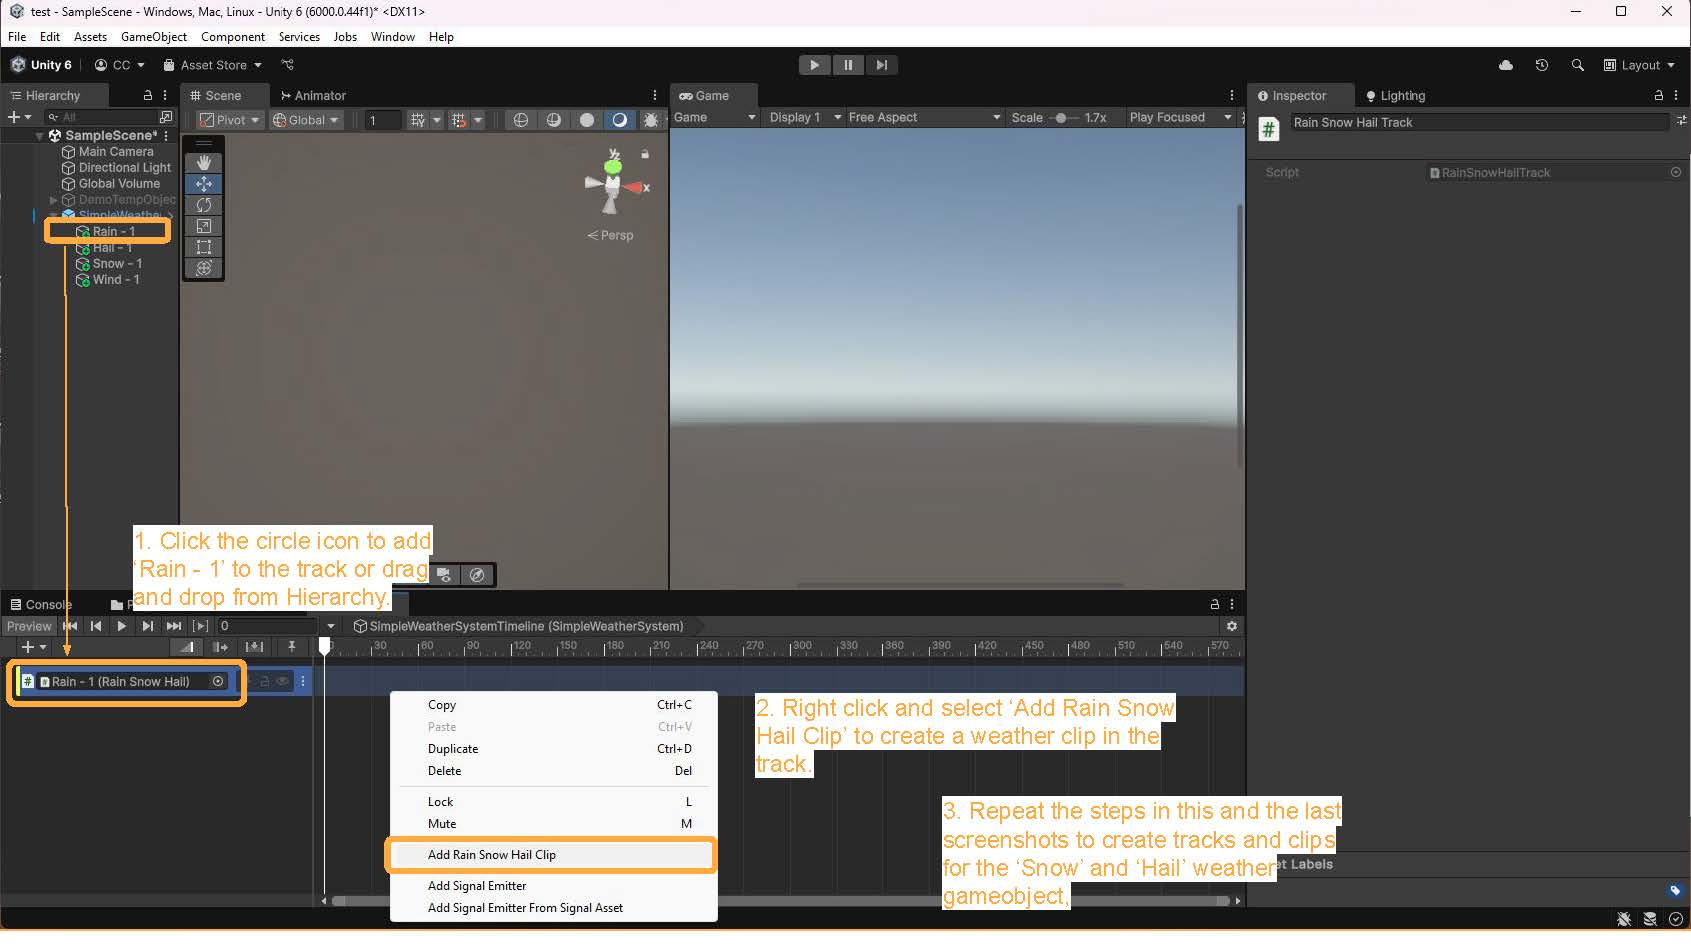 test - SampleScene - Windows, Mac, Linux - Unity 6 (6000.0.44f1)* <DX11>
File Edit Assets GameObject Component Services Jobs Window Help
Unity 6 CC Asset Store Layout
Hierarchy Scene Animator Game Inspector Lighting
All Pivot Global 1 Game Display 1 Free Aspect Scale 1.7x Play Focused Rain Snow Hail Track
SampleScene*
Main Camera
Directional Light
Script RainSnowHailTrack
Global Volume
DemoTempObjec
SimpleWeathe
Rain - 1
Hail - 1
Snow - 1
Wind - 1
y
x
Persp
1. Click the circle icon to add
‘Rain - 1’ to the track or drag
and drop from Hierarchy.
Console P
Preview 0 SimpleWeatherSystemTimeline (SimpleWeatherSystem)
30 60 90 120 150 180 210 240 270 300 330 360 390 420 450 480 510 540 570
Rain - 1 (Rain Snow Hail)
Copy Ctrl+C
Paste Ctrl+V
Duplicate Ctrl+D
Delete Del
Lock L
Mute M
Add Rain Snow Hail Clip
Add Signal Emitter
Add Signal Emitter From Signal Asset
2. Right click and select ‘Add Rain Snow
Hail Clip’ to create a weather clip in the
track.
3. Repeat the steps in this and the last
screenshots to create tracks and clips
for the ‘Snow’ and ‘Hail’ weather
gameobject,
et Labels